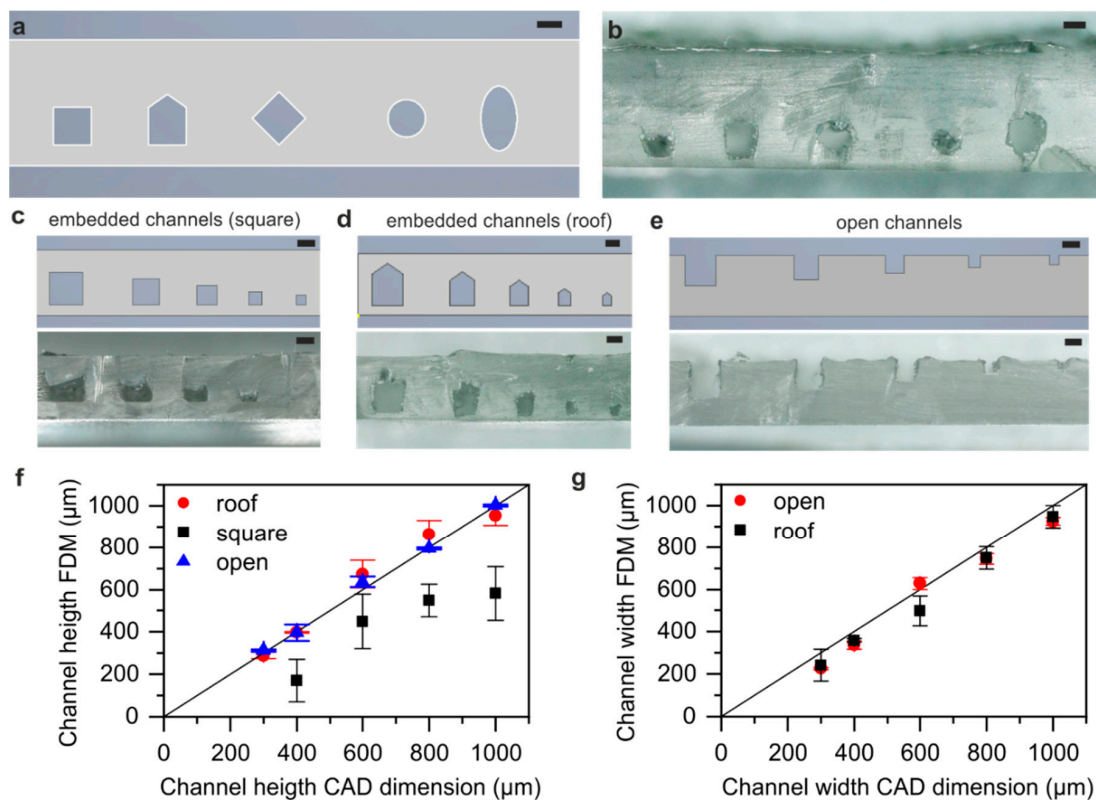 a
b
c embedded channels (square)
d embedded channels (roof)
e open channels
f
Channel heigth FDM (µm)
1000
800
600
400
200
0
roof
square
open
0 200 400 600 800 1000
Channel heigth CAD dimension (µm)
g
Channel width FDM (µm)
1000
800
600
400
200
0
open
roof
0 200 400 600 800 1000
Channel width CAD dimension (µm)